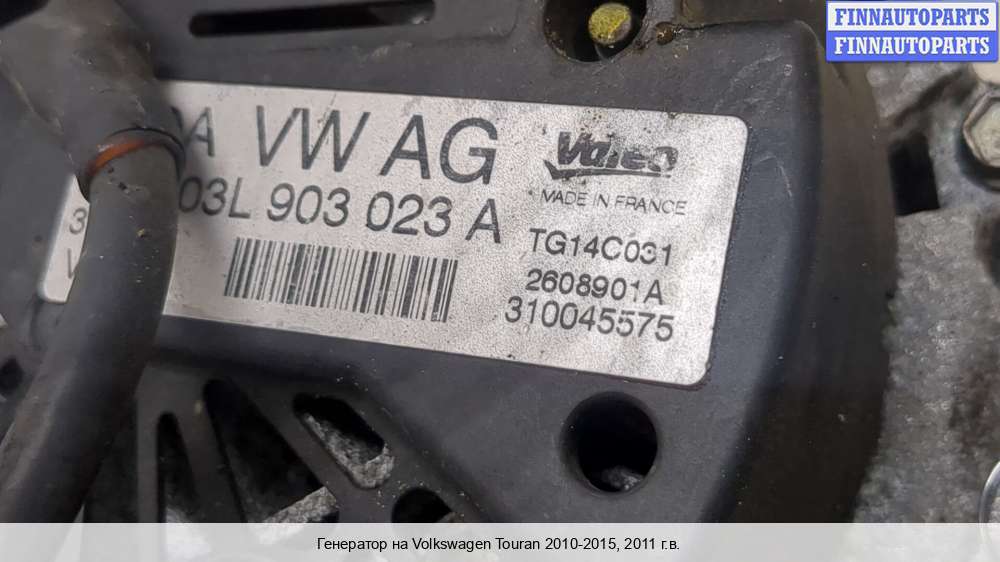 FINNAUTOPARTS
FINNAUTOPARTS
VW AG
Valeo
MADE IN FRANCE
03L 903 023 A
TG14C031
2608901A
310045575
Генератор на Volkswagen Touran 2010-2015, 2011 г.в.